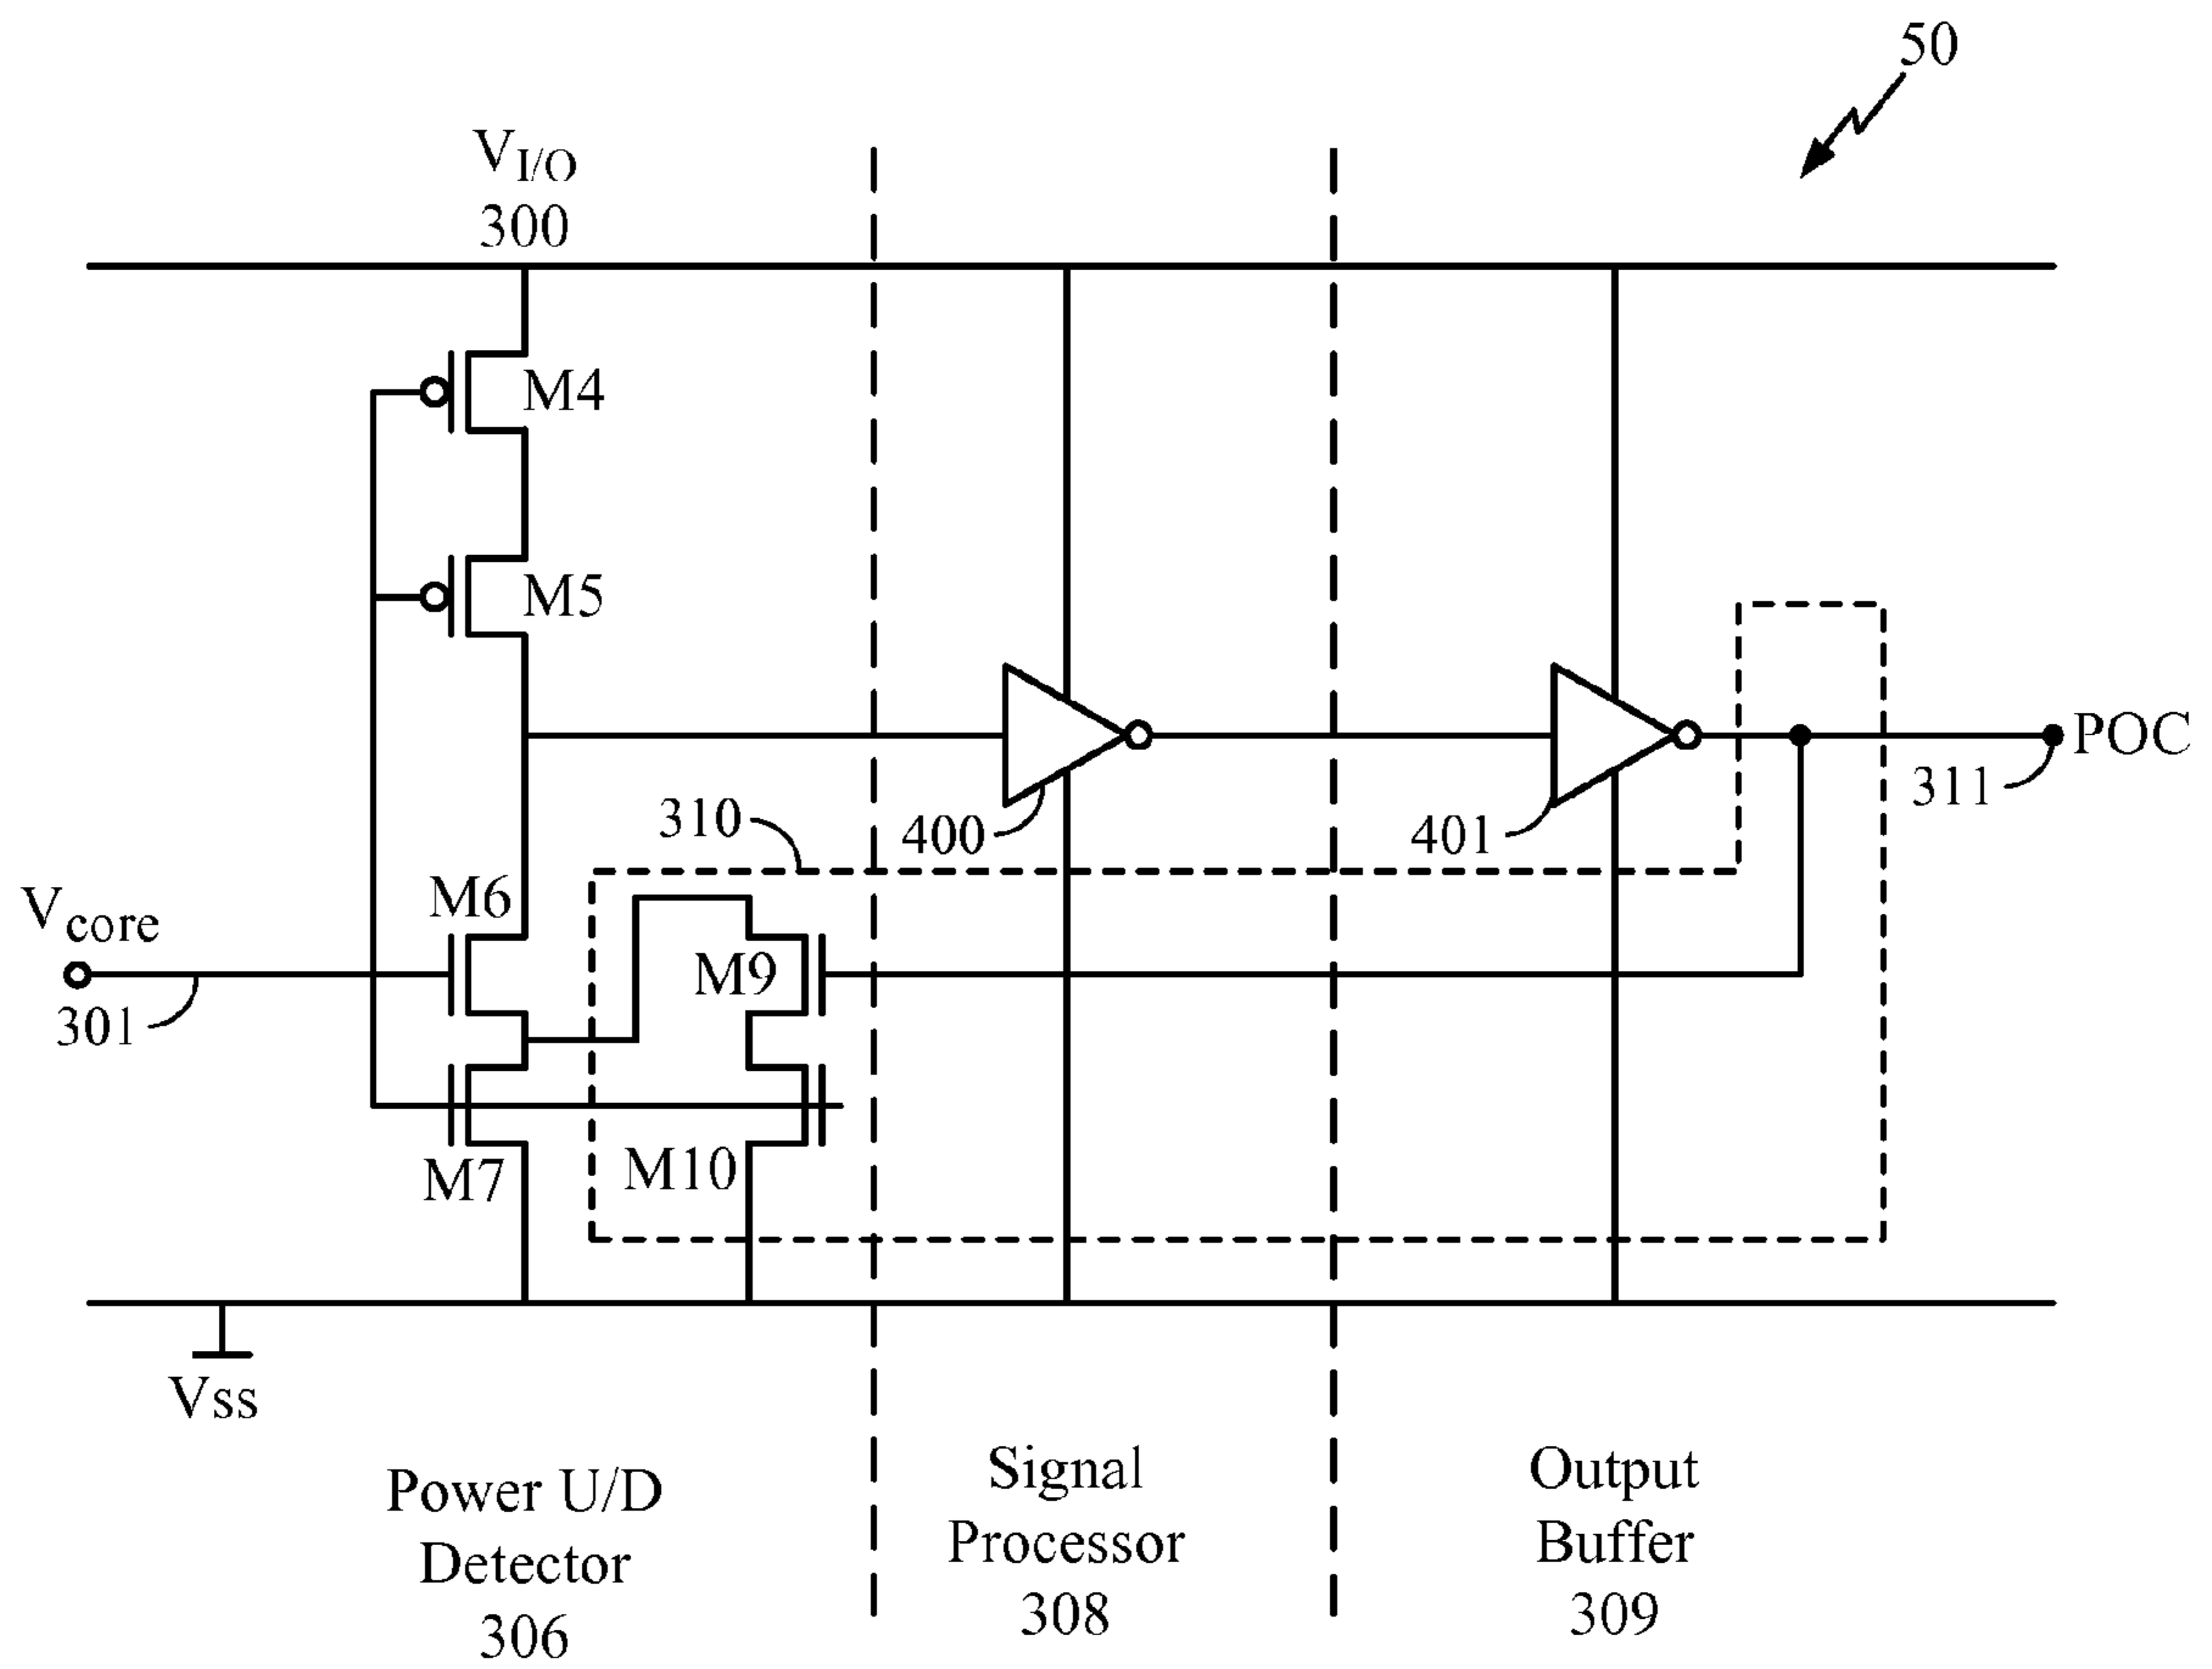 50
V I/O
300
M4
M5
POC
311
310
400
401
M6
Vcore
M9
301
M10
M7
Vss
Power U/D
Detector
306
Signal
Processor
308
Output
Buffer
309